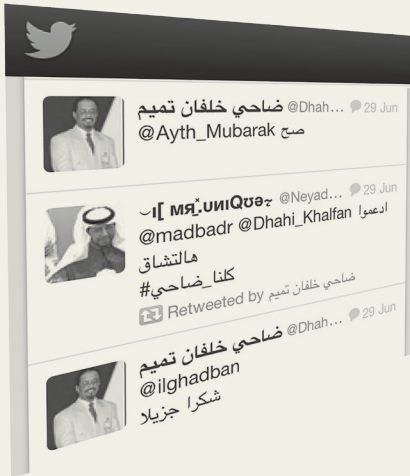 ضاحي خلفان تميم @Dhah... 29 Jun
@Ayth_Mubarak صح
@Neyad... 29 Jun
@madbadr @Dhahi_Khalfan ادعموا
هالتشاق
#كلنا_ضاحي
Retweeted by ضاحي خلفان تميم
ضاحي خلفان تميم @Dhah... 29 Jun
@ilghadban
شكرا جزيلا